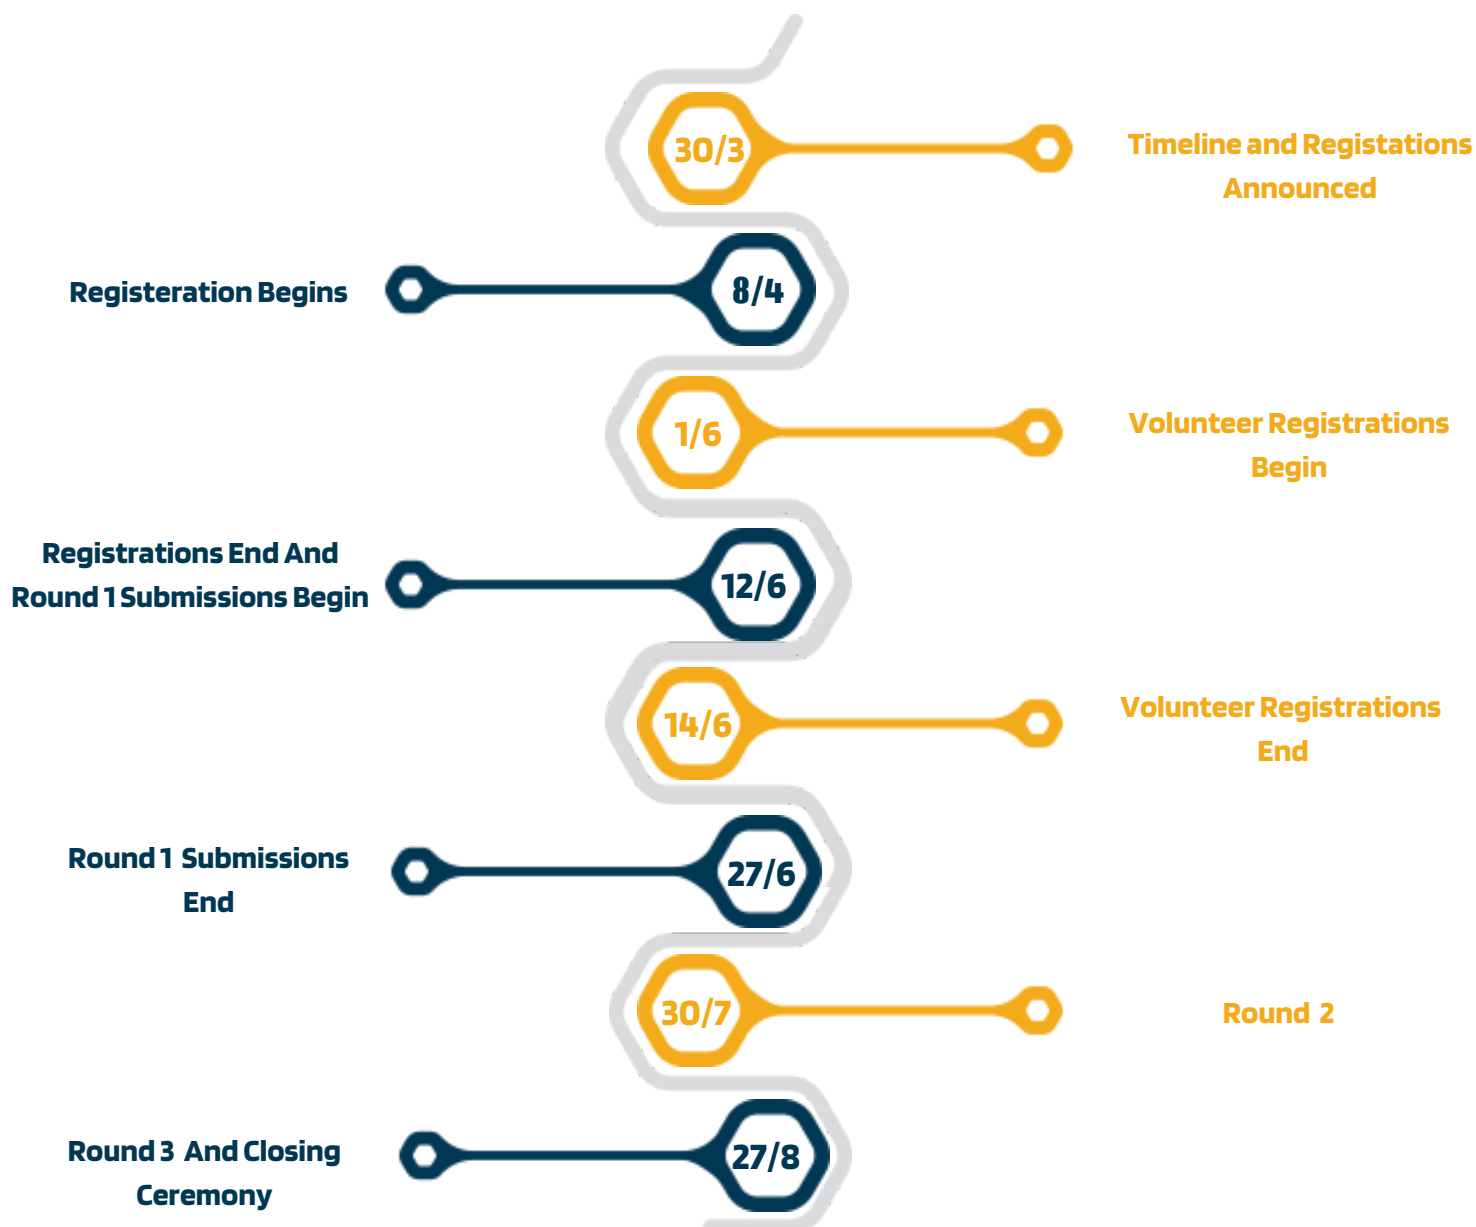 30/3
Timeline and Registations
Announced
Registeration Begins
8/4
1/6
Volunteer Registrations
Begin
Registrations End And
Round 1 Submissions Begin
12/6
14/6
Volunteer Registrations
End
Round 1 Submissions
End
27/6
30/7
Round 2
Round 3 And Closing
Ceremony
27/8